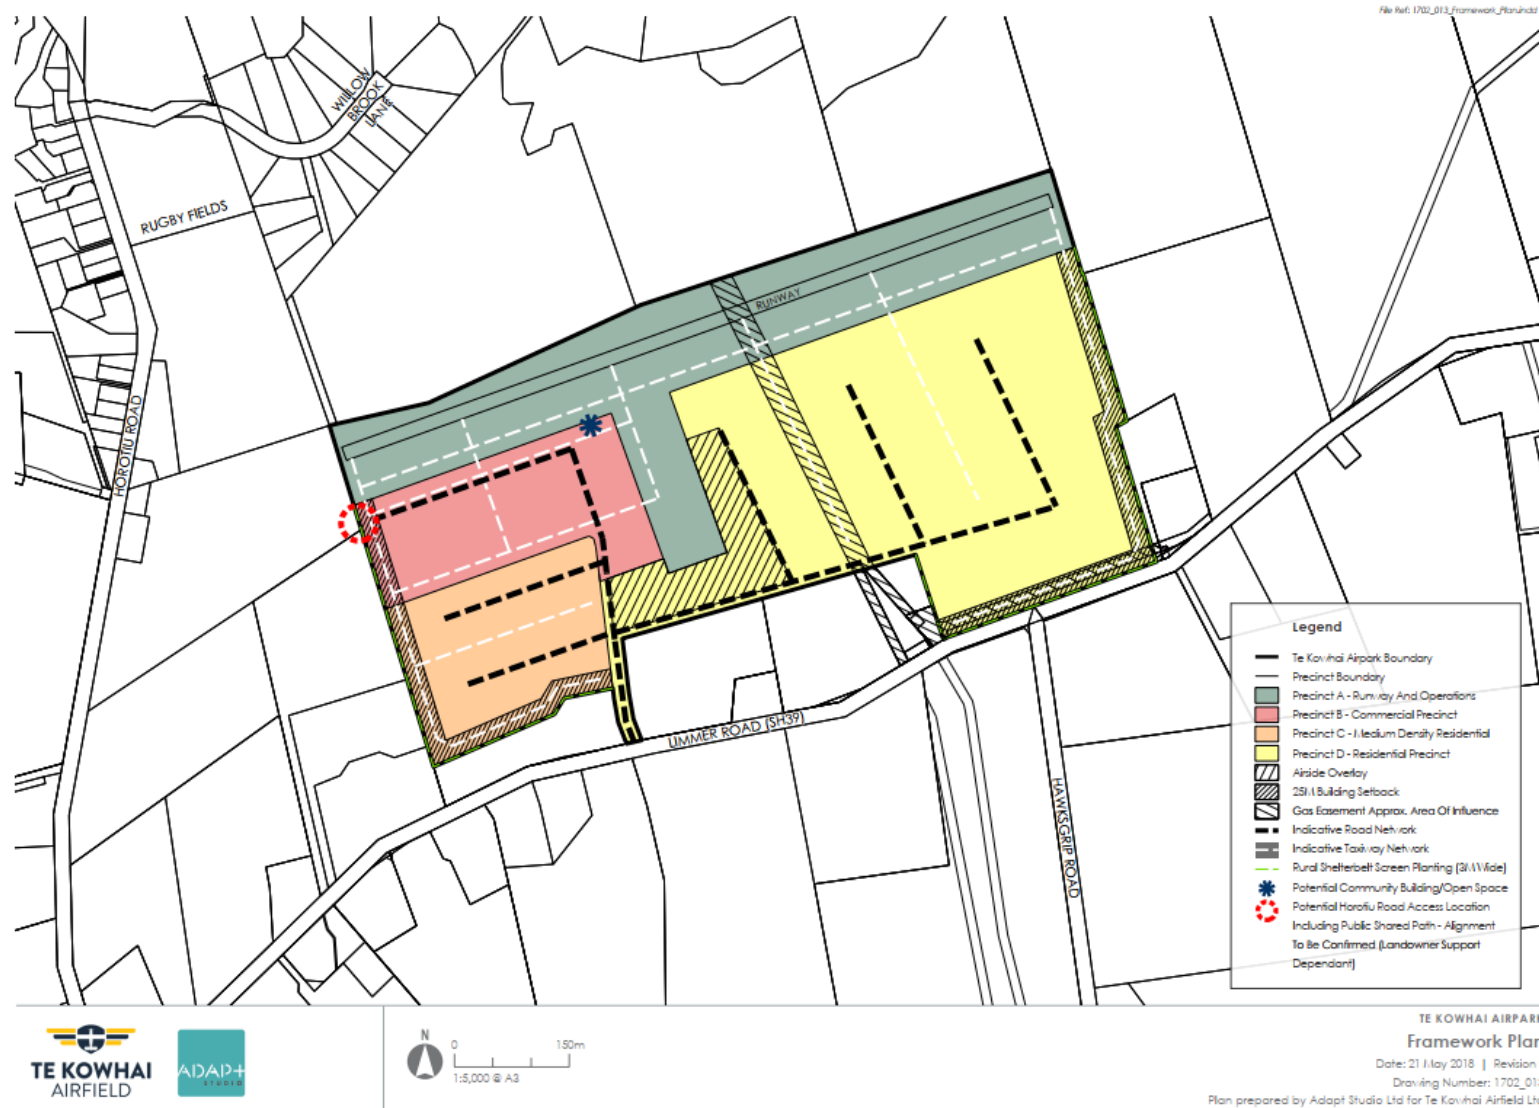 File Ref: 1702_013_Framework_Plan.indd
WILLOW
BROOK
LANE
RUGBY FIELDS
RUNWAY
HOROTIU ROAD
LIMMER ROAD (SH39)
HAWKSGRIP ROAD
Legend
Te Kowhai Airpark Boundary
Precinct Boundary
Precinct A - Runway And Operations
Precinct B - Commercial Precinct
Precinct C - Medium Density Residential
Precinct D - Residential Precinct
Airside Overlay
25M Building Setback
Gas Easement Approx. Area Of Influence
Indicative Road Network
Indicative Taxiway Network
Rural Shelterbelt Screen Planting (3M Wide)
Potential Community Building/Open Space
Potential Horotiu Road Access Location
Including Public Shared Path - Alignment
To Be Confirmed (Landowner Support
Dependant)
TE KOWHAI
AIRFIELD
ADAPT
STUDIO
N
0 150m
1:5,000 @ A3
TE KOWHAI AIRPARK
Framework Plan
Date: 21 May 2018 | Revision
Drawing Number: 1702_01
Plan prepared by Adapt Studio Ltd for Te Kowhai Airfield Ltd